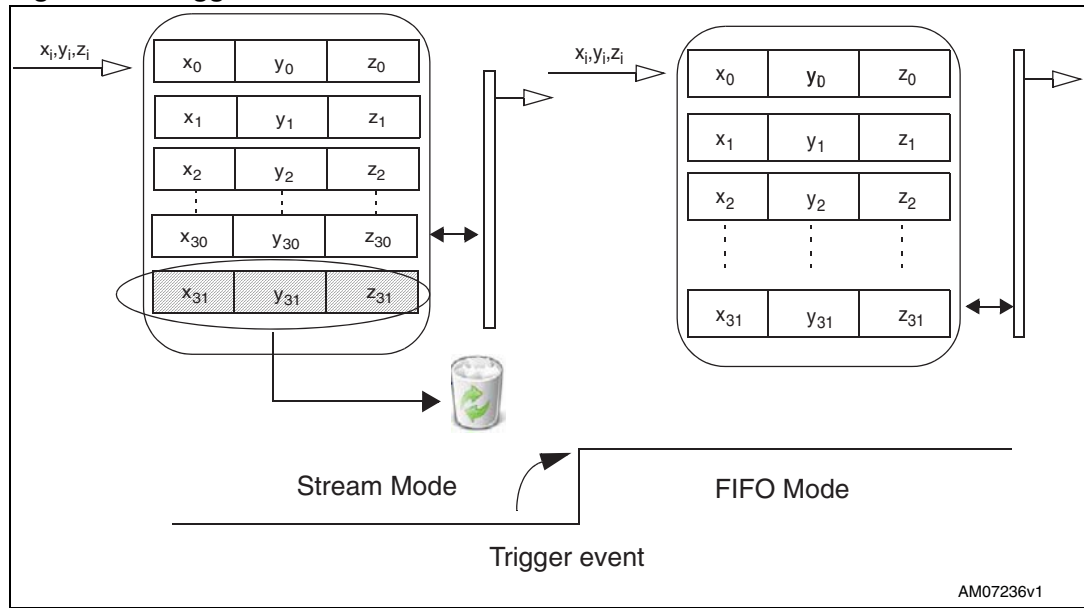 xᵢ,yᵢ,zᵢ
x₀ y₀ z₀
x₁ y₁ z₁
x₂ y₂ z₂
x₃₀ y₃₀ z₃₀
x₃₁ y₃₁ z₃₁
xᵢ,yᵢ,zᵢ
x₀ y₀ z₀
x₁ y₁ z₁
x₂ y₂ z₂
x₃₁ y₃₁ z₃₁
Stream Mode
FIFO Mode
Trigger event
AM07236v1